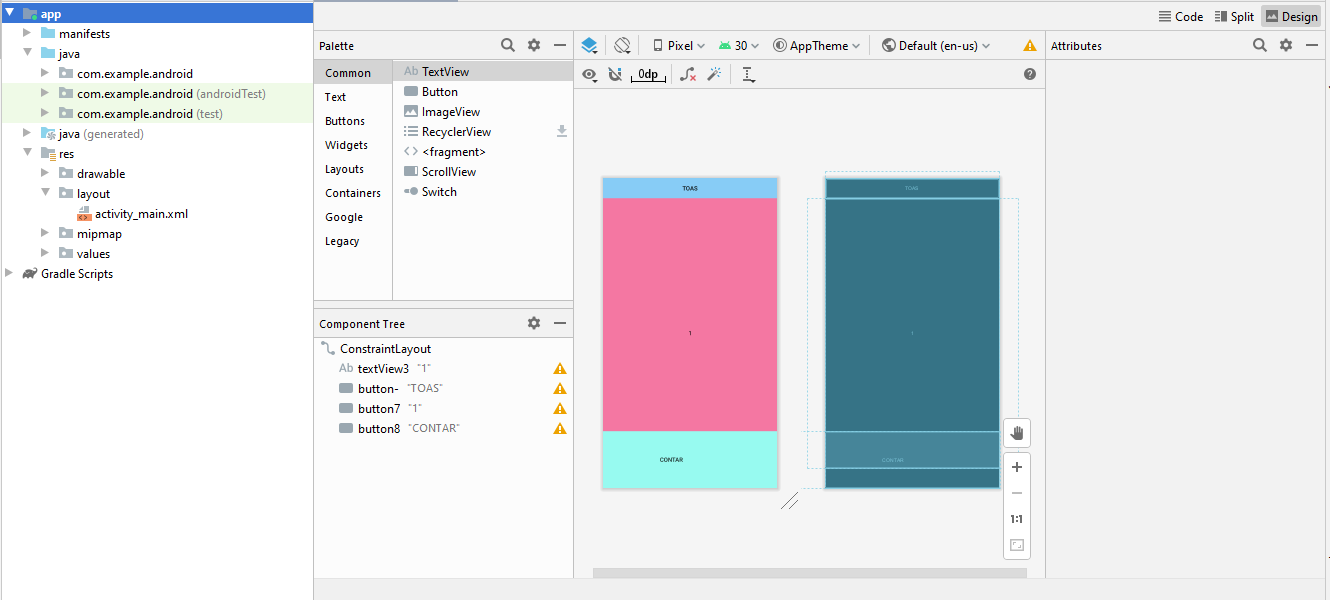 app
manifests
java
com.example.android
com.example.android (androidTest)
com.example.android (test)
java (generated)
res
drawable
layout
activity_main.xml
mipmap
values
Gradle Scripts
Code Split Design
Palette
Common
Text
Buttons
Widgets
Layouts
Containers
Google
Legacy
Ab TextView
Button
ImageView
RecyclerView
<fragment>
ScrollView
Switch
Component Tree
ConstraintLayout
Ab textView3 "1"
button- "TOAS"
button7 "1"
button8 "CONTAR"
Pixel 30 AppTheme Default (en-us)
0dp
TOAS
1
CONTAR
TOAS
1
CONTAR
1:1
Attributes